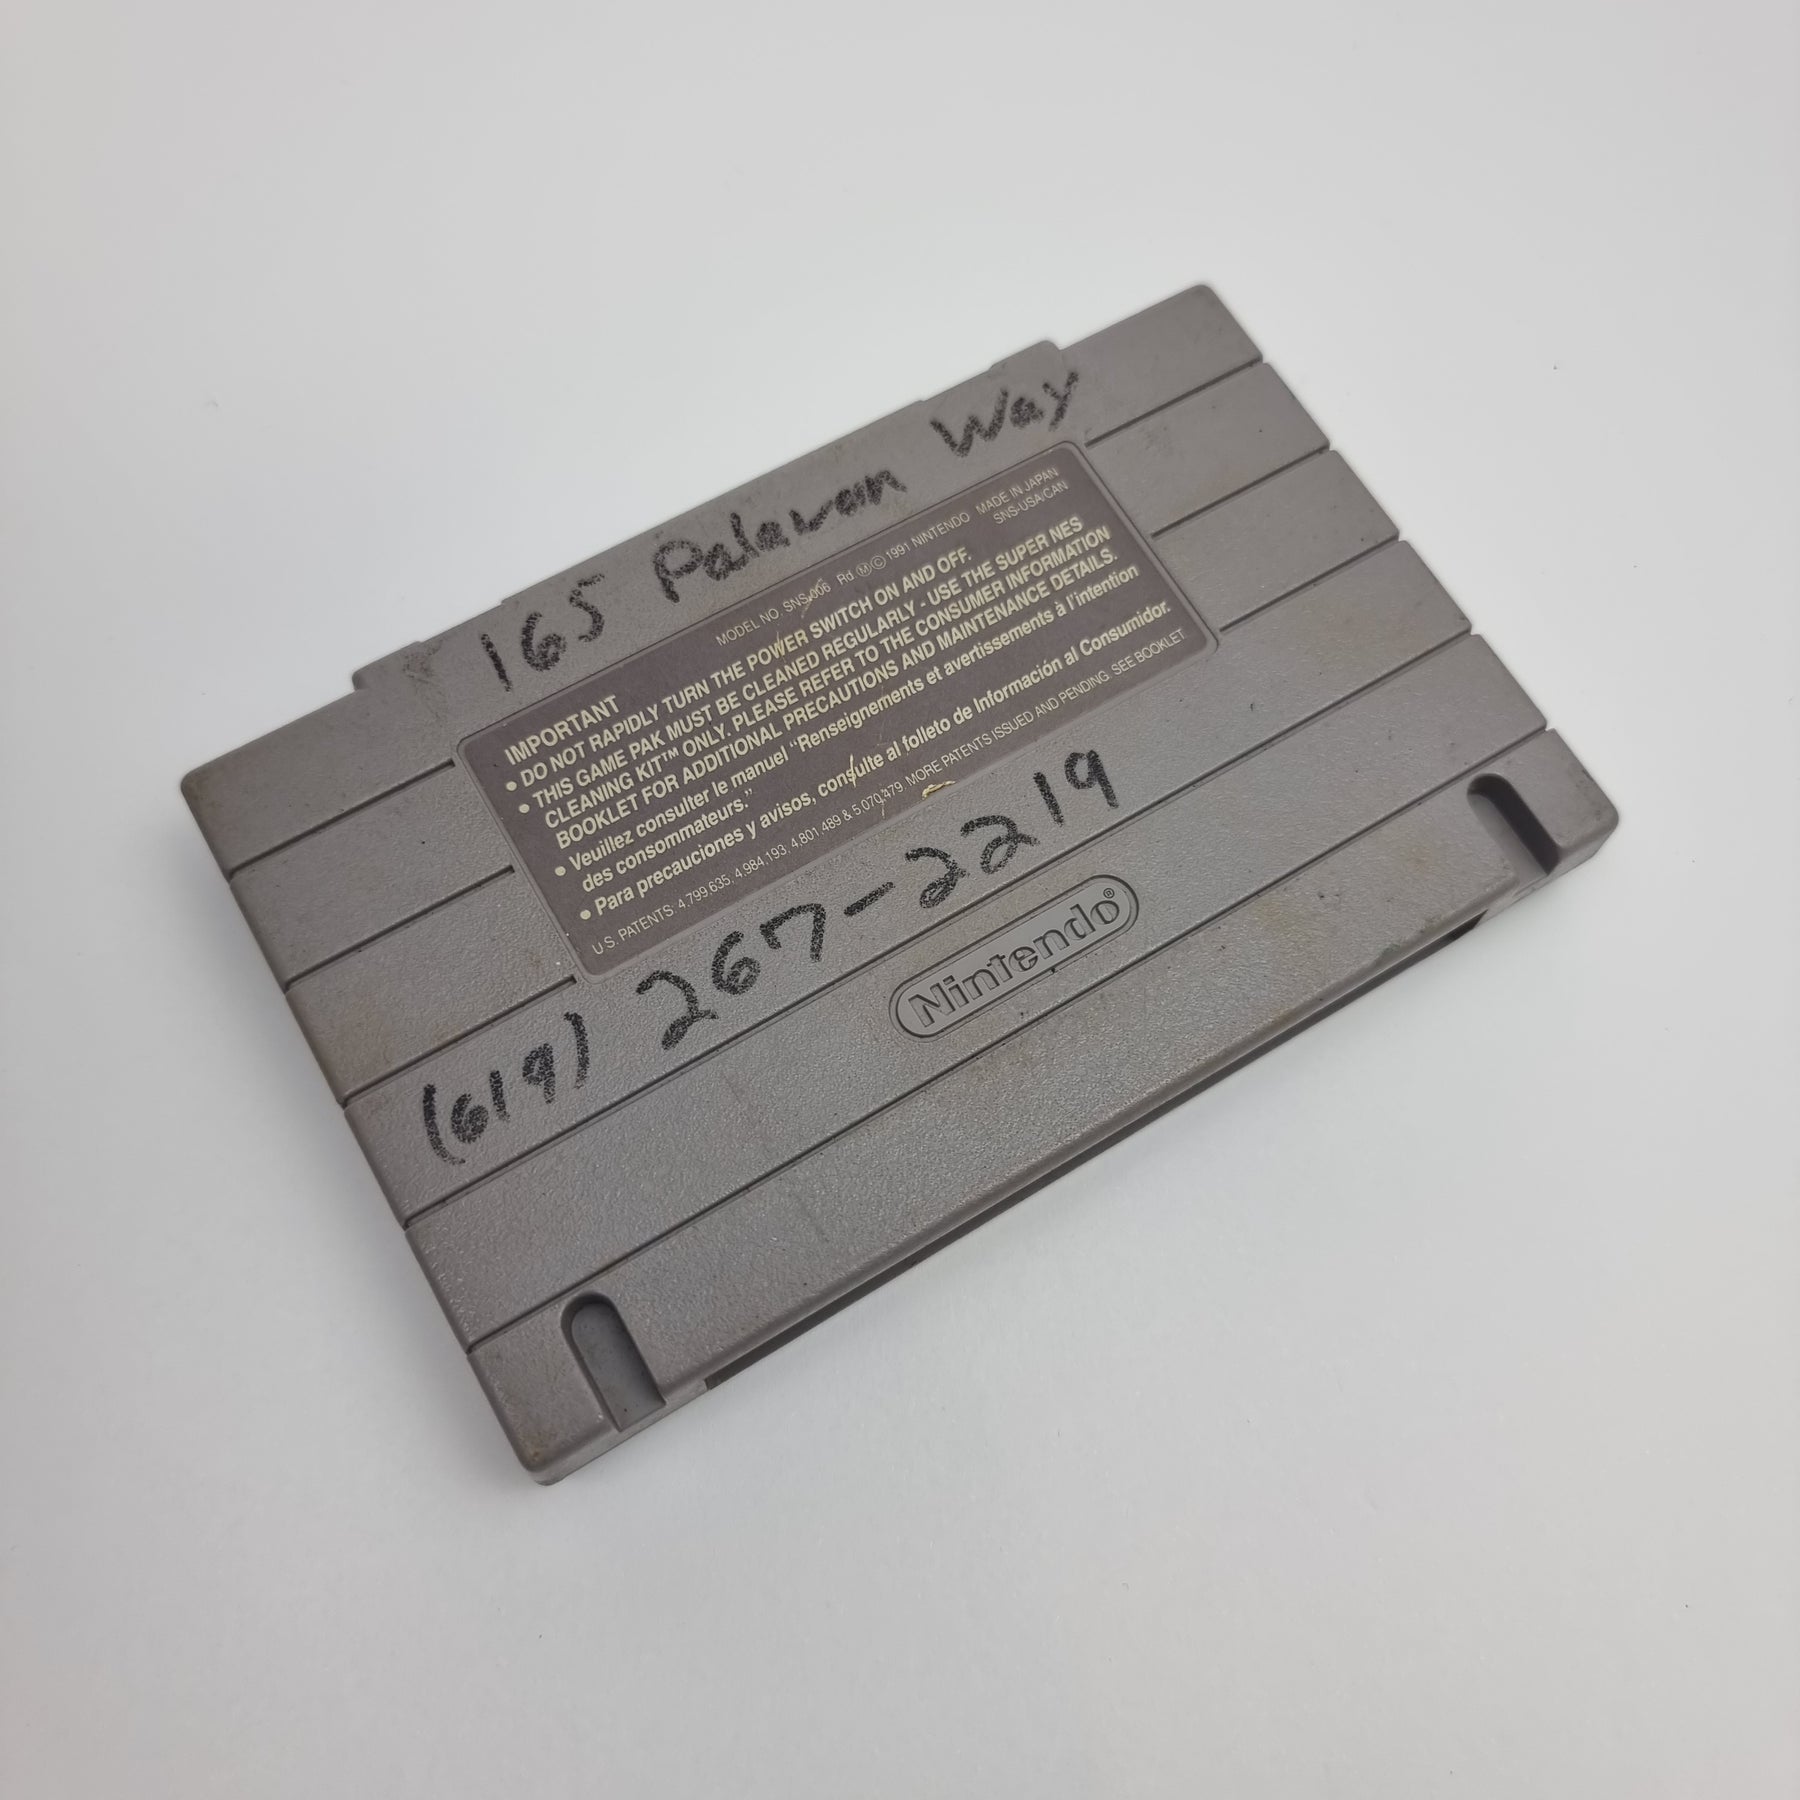 165 Palawan Way
MODEL NO. SNS-006 Rd Ⓜ © 1991 NINTENDO MADE IN JAPAN
SNS-USA/CAN
IMPORTANT
• DO NOT RAPIDLY TURN THE POWER SWITCH ON AND OFF.
• THIS GAME PAK MUST BE CLEANED REGULARLY - USE THE SUPER NES
CLEANING KIT™ ONLY. PLEASE REFER TO THE CONSUMER INFORMATION
BOOKLET FOR ADDITIONAL PRECAUTIONS AND MAINTENANCE DETAILS.
• Veuillez consulter le manuel "Renseignements et avertissements à l'intention
des consommateurs."
• Para precauciones y avisos, consulte al folleto de Información al Consumidor.
U.S. PATENTS: 4,799,635, 4,984,193, 4,801,489 & 5,070,479. MORE PATENTS ISSUED AND PENDING. SEE BOOKLET
(619) 267-2219
Nintendo®